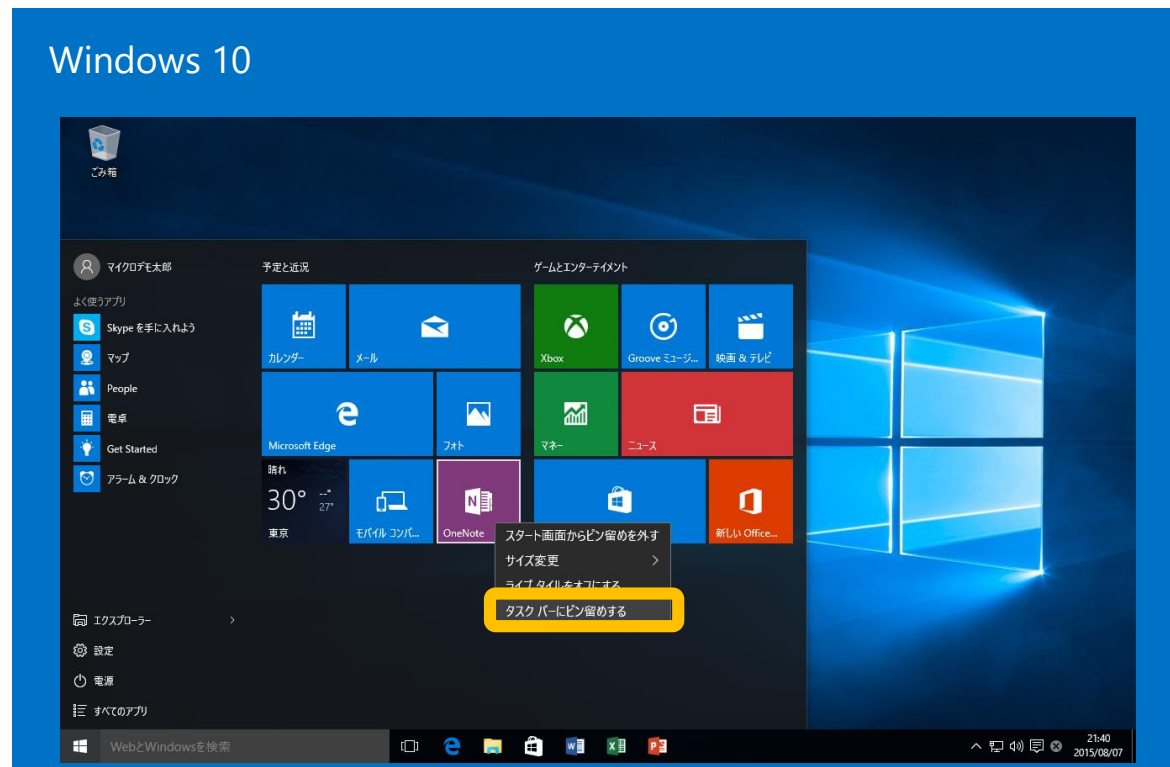 Windows 10
ごみ箱
マイクロデモ太郎
よく使うアプリ
Skype を手に入れよう
マップ
People
電卓
Get Started
アラーム & クロック
エクスプローラー
設定
電源
すべてのアプリ
予定と近況
カレンダー
メール
Microsoft Edge
フォト
晴れ
30° --° 27°
東京
モバイル コンパ...
OneNote
ゲームとエンターテイメント
Xbox
Groove ミュージ...
映画 & テレビ
マネー
ニュース
新しい Office...
スタート画面からピン留めを外す
サイズ変更
ライブ タイルをオフにする
タスク バーにピン留めする
WebとWindowsを検索
21:40
2015/08/07